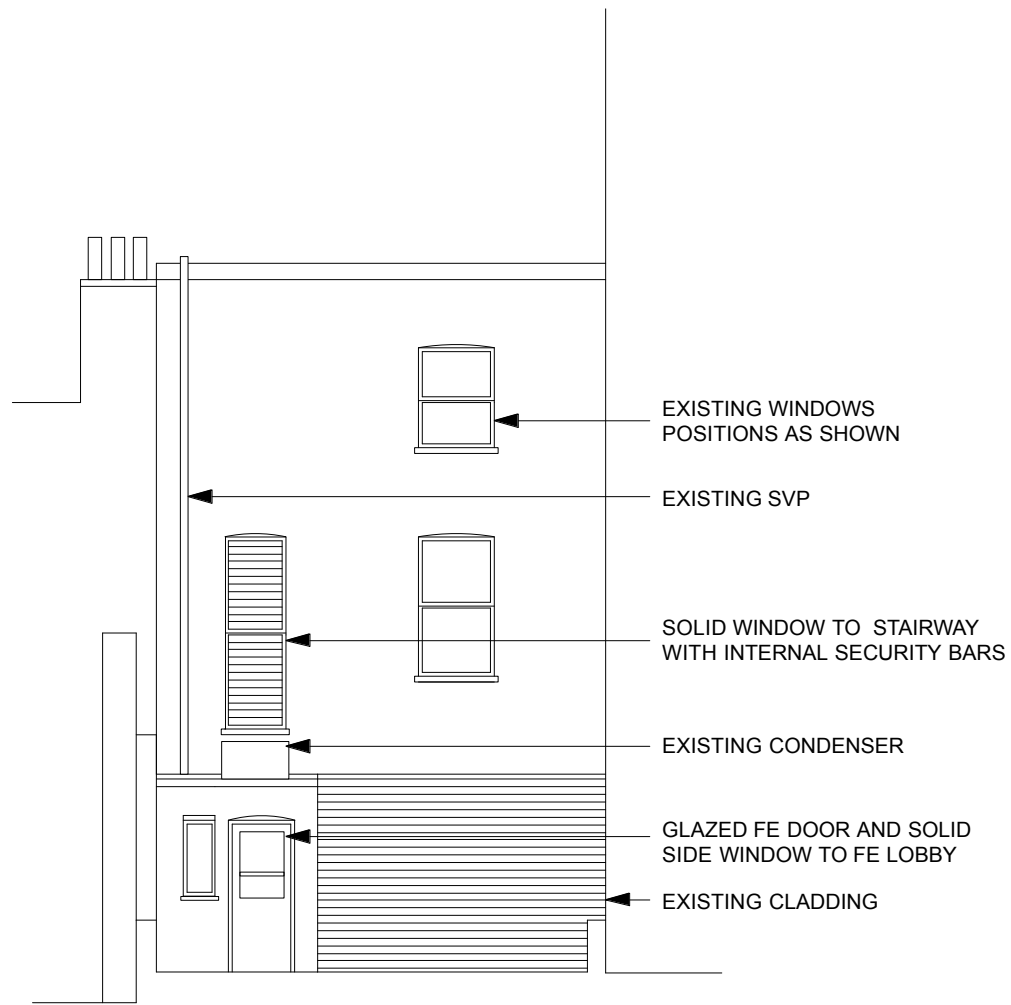 EXISTING WINDOWS
POSITIONS AS SHOWN
EXISTING SVP
SOLID WINDOW TO STAIRWAY
WITH INTERNAL SECURITY BARS
EXISTING CONDENSER
GLAZED FE DOOR AND SOLID
SIDE WINDOW TO FE LOBBY
EXISTING CLADDING